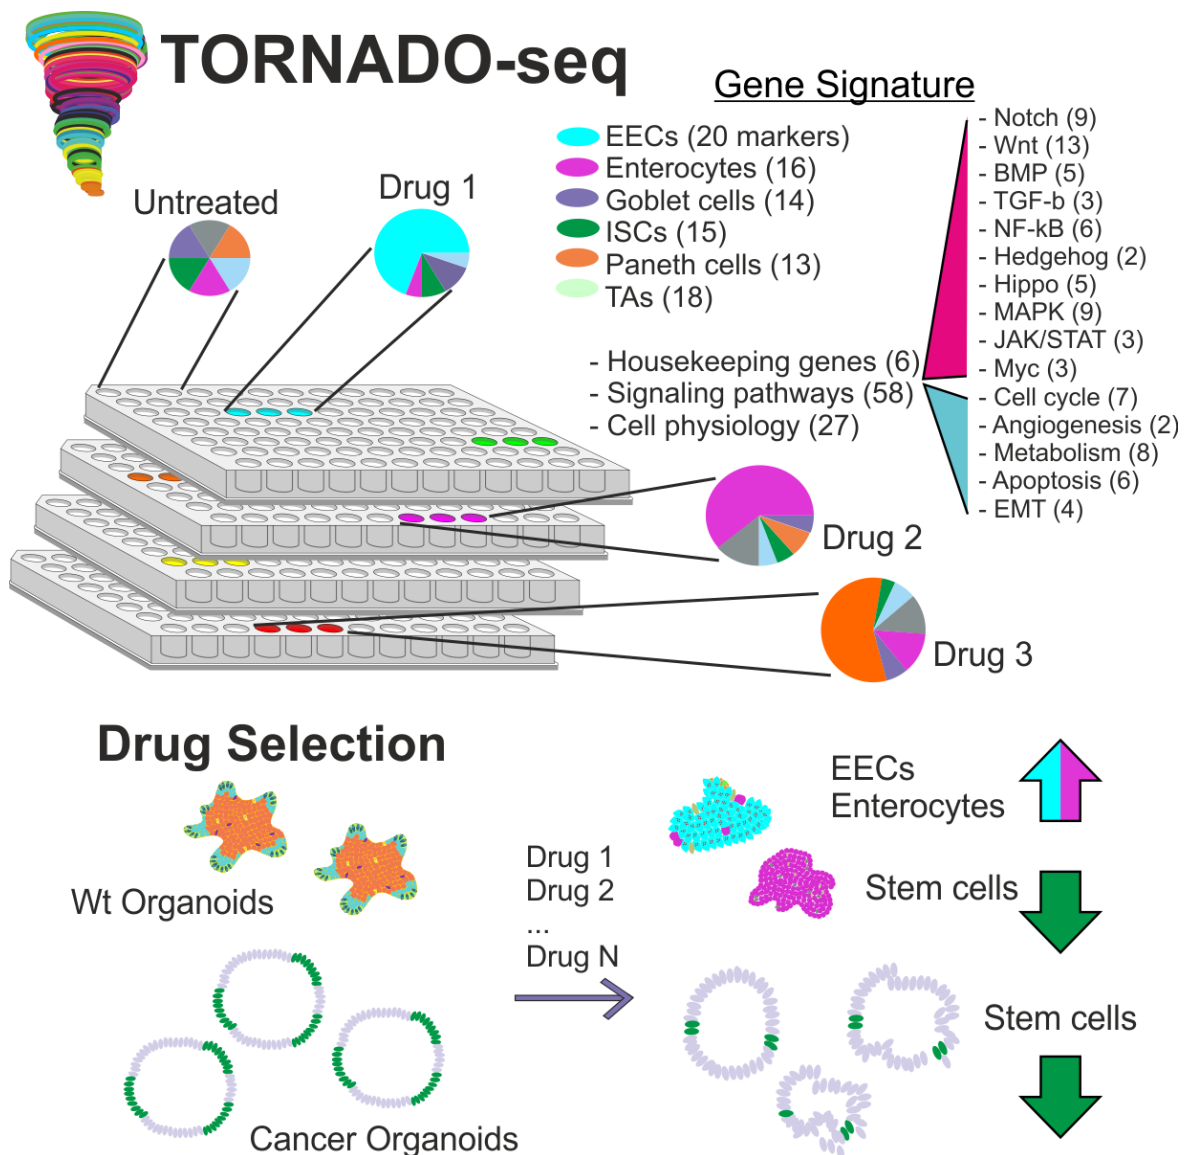 TORNADO-seq
Gene Signature
EECs (20 markers)
Enterocytes (16)
Goblet cells (14)
ISCs (15)
Paneth cells (13)
TAs (18)
- Housekeeping genes (6)
- Signaling pathways (58)
- Cell physiology (27)
- Notch (9)
- Wnt (13)
- BMP (5)
- TGF-b (3)
- NF-kB (6)
- Hedgehog (2)
- Hippo (5)
- MAPK (9)
- JAK/STAT (3)
- Myc (3)
- Cell cycle (7)
- Angiogenesis (2)
- Metabolism (8)
- Apoptosis (6)
- EMT (4)
Untreated
Drug 1
Drug 2
Drug 3
Drug Selection
Wt Organoids
Cancer Organoids
Drug 1
Drug 2
...
Drug N
EECs
Enterocytes
Stem cells
Stem cells